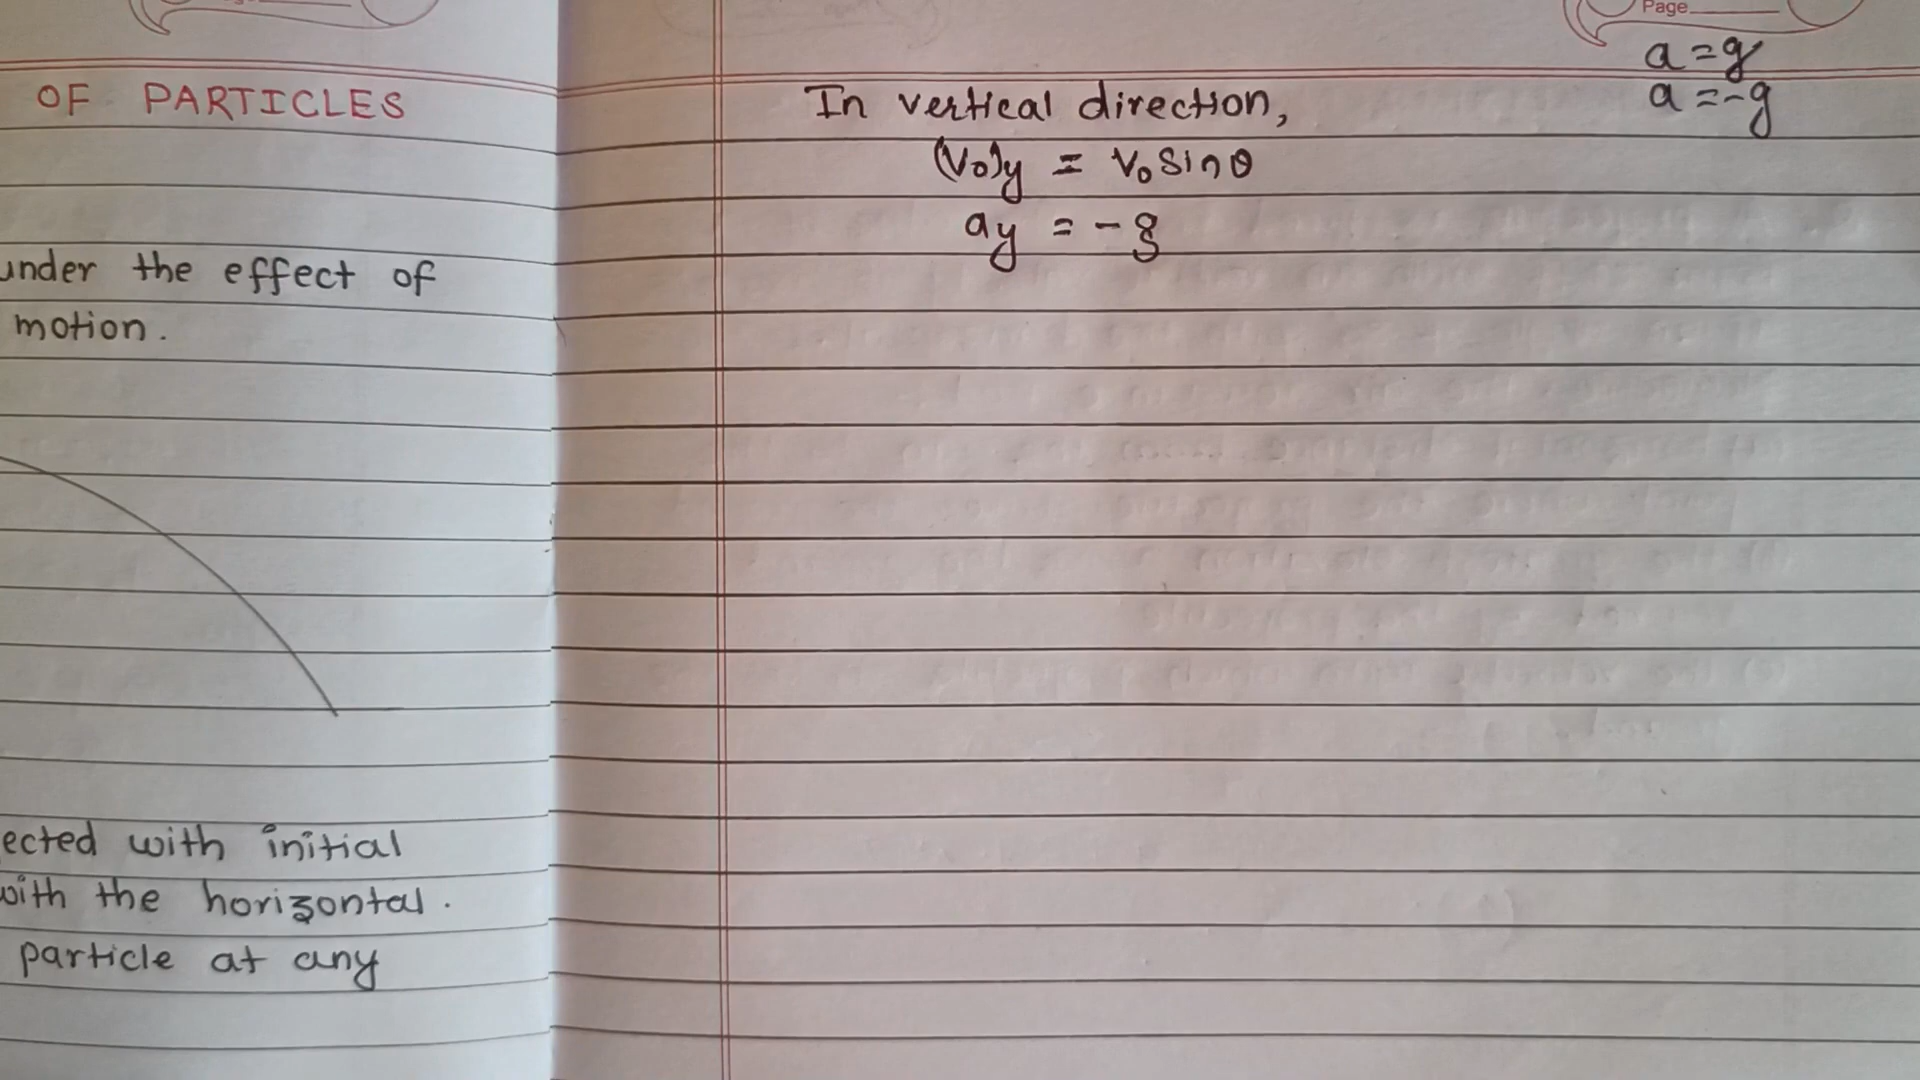 OF PARTICLES
under the effect of
motion.
ected with initial
with the horizontal.
particle at any
Page
a = g
a = -g
In vertical direction,
(V₀)y = V₀ sinθ
ay = -g